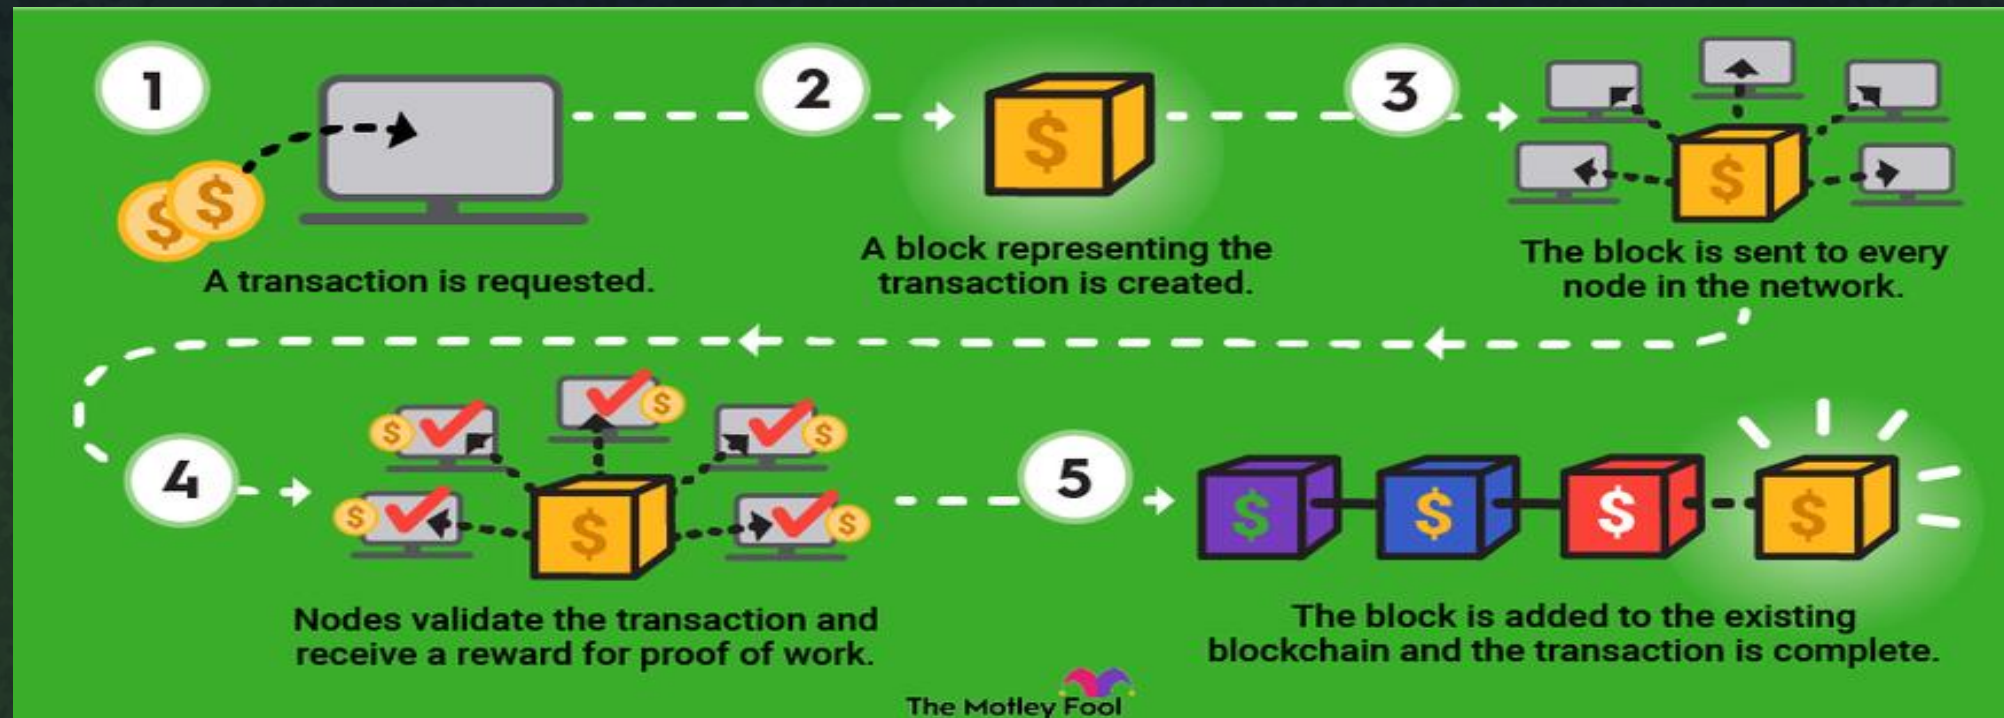 1
2
3
$ $
$
$
A transaction is requested.
A block representing the
transaction is created.
The block is sent to every
node in the network.
4
5
$ $ $ $ $
$
$ $ $ $
Nodes validate the transaction and
receive a reward for proof of work.
The block is added to the existing
blockchain and the transaction is complete.
The Motley Fool